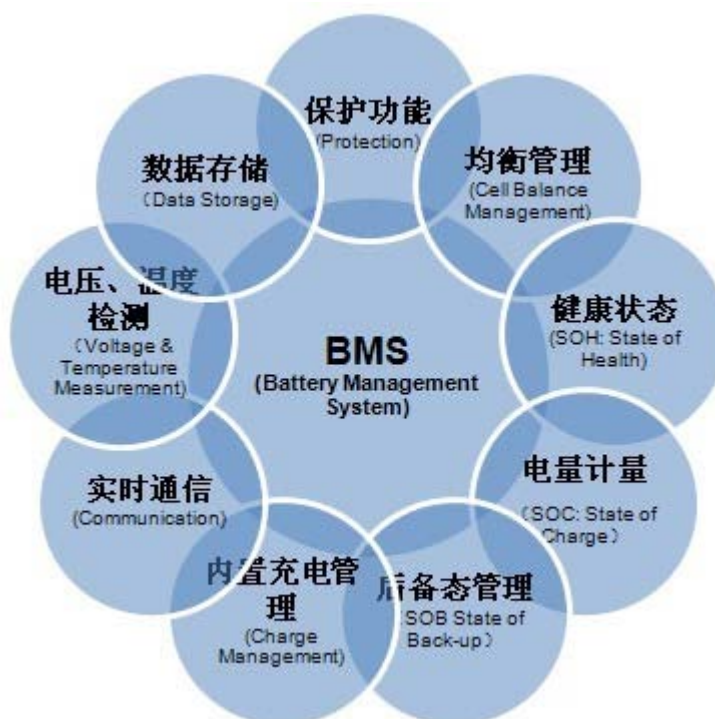 保护功能
(Protection)
均衡管理
(Cell Balance
Management)
健康状态
(SOH: State of
Health)
电量计量
（SOC: State of
Charge）
后备态管理
（SOB State of
Back-up）
内置充电管
理
(Charge
Management)
实时通信
(Communication)
电压、温度
检测
（Voltage &
Temperature
Measurement)
数据存储
（Data Storage)
BMS
(Battery Management
System)